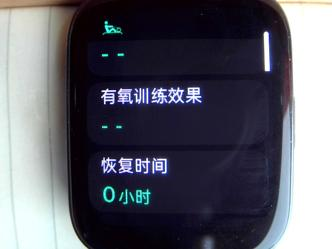 --
有氧训练效果
--
恢复时间
0小时